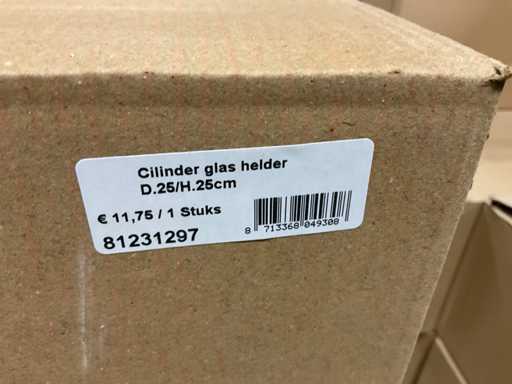 Cilinder glas helder
D.25/H.25cm
€ 11,75 / 1 Stuks
81231297
8 713368 049308